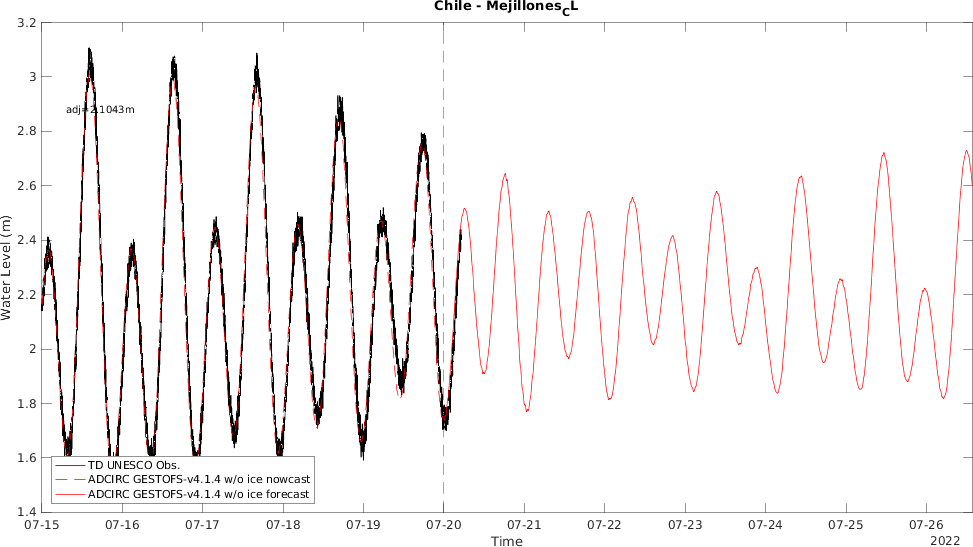 Chile - Mejillones_CL
3.2
3
2.8
2.6
2.4
2.2
2
1.8
1.6
1.4
Water Level (m)
adj=2.1043m
TD UNESCO Obs.
ADCIRC GESTOFS-v4.1.4 w/o ice nowcast
ADCIRC GESTOFS-v4.1.4 w/o ice forecast
07-15 07-16 07-17 07-18 07-19 07-20 07-21 07-22 07-23 07-24 07-25 07-26
Time
2022